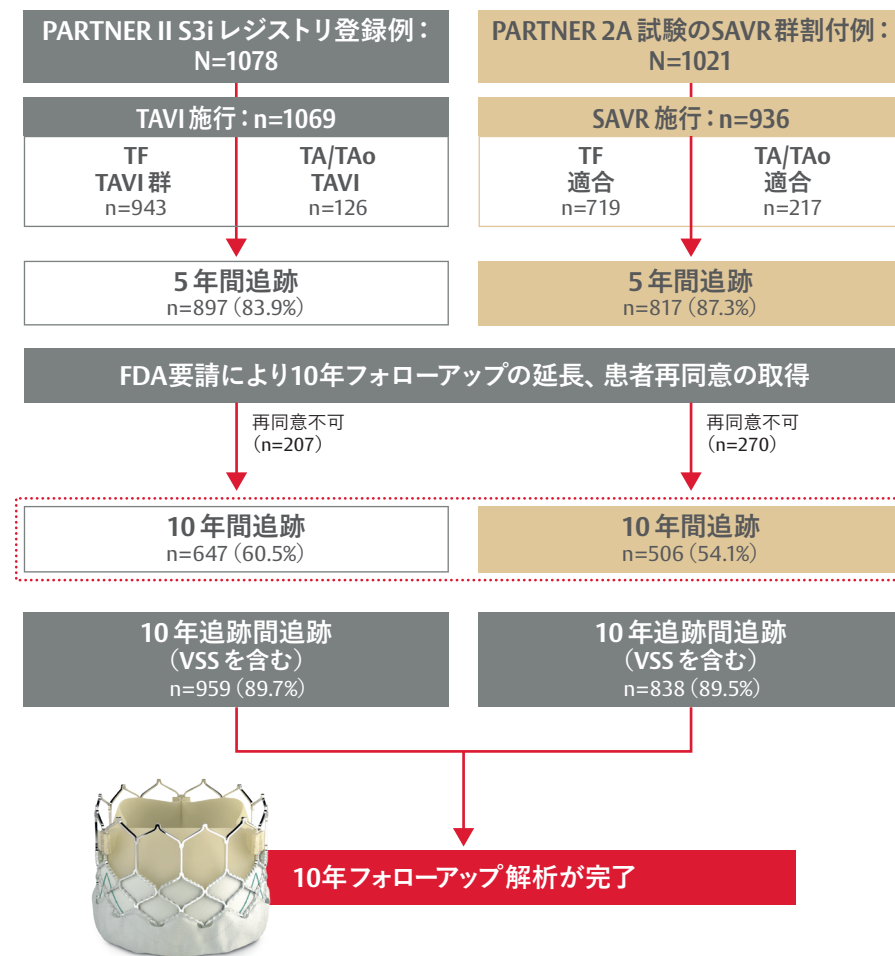 PARTNER II S3i レジストリ登録例：
N=1078
PARTNER 2A 試験のSAVR 群割付例：
N=1021
TAVI 施行：n=1069
SAVR 施行：n=936
TF
TAVI 群
n=943
TA/TAo
TAVI
n=126
TF
適合
n=719
TA/TAo
適合
n=217
5 年間追跡
n=897（83.9%）
5 年間追跡
n=817（87.3%）
FDA要請により10年フォローアップの延長、患者再同意の取得
再同意不可
（n=207）
再同意不可
（n=270）
10 年間追跡
n=647（60.5%）
10 年間追跡
n=506（54.1%）
10 年追跡間追跡
（VSS を含む）
n=959（89.7%）
10 年追跡間追跡
（VSS を含む）
n=838（89.5%）
10年フォローアップ解析が完了